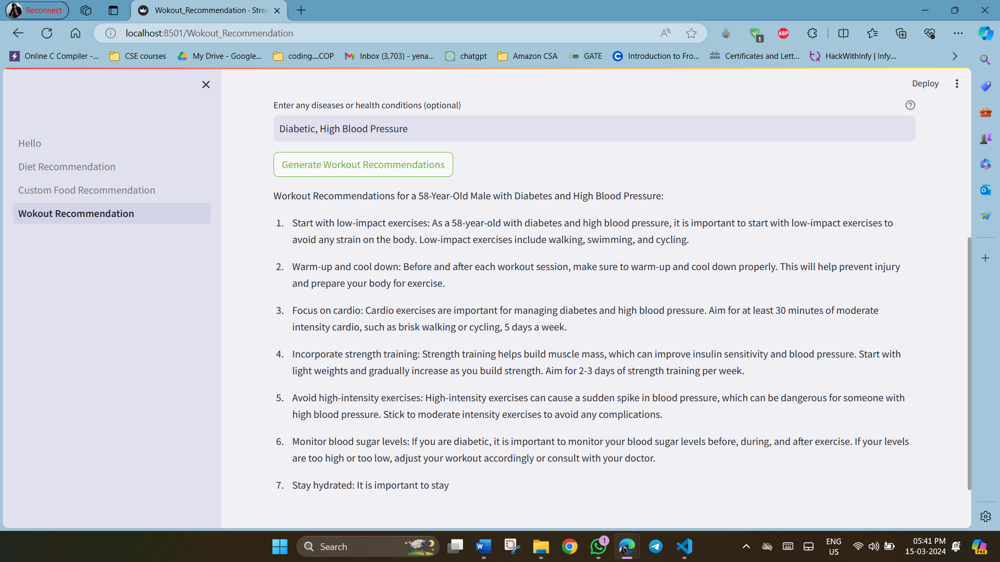 Reconnect
Wokout_Recommendation · Strea
localhost:8501/Wokout_Recommendation
1
ABP
Online C Compiler -...
CSE courses
My Drive - Google...
coding....COP
Inbox (3,703) - yena...
chatgpt
Amazon CSA
GATE
Introduction to Fro...
Certificates and Lett...
HackWithInfy | Infy...
Deploy
Hello
Diet Recommendation
Custom Food Recommendation
Wokout Recommendation
Enter any diseases or health conditions (optional)
Diabetic, High Blood Pressure
Generate Workout Recommendations
Workout Recommendations for a 58-Year-Old Male with Diabetes and High Blood Pressure:
1. Start with low-impact exercises: As a 58-year-old with diabetes and high blood pressure, it is important to start with low-impact exercises to
avoid any strain on the body. Low-impact exercises include walking, swimming, and cycling.
2. Warm-up and cool down: Before and after each workout session, make sure to warm-up and cool down properly. This will help prevent injury
and prepare your body for exercise.
3. Focus on cardio: Cardio exercises are important for managing diabetes and high blood pressure. Aim for at least 30 minutes of moderate
intensity cardio, such as brisk walking or cycling, 5 days a week.
4. Incorporate strength training: Strength training helps build muscle mass, which can improve insulin sensitivity and blood pressure. Start with
light weights and gradually increase as you build strength. Aim for 2-3 days of strength training per week.
5. Avoid high-intensity exercises: High-intensity exercises can cause a sudden spike in blood pressure, which can be dangerous for someone with
high blood pressure. Stick to moderate intensity exercises to avoid any complications.
6. Monitor blood sugar levels: If you are diabetic, it is important to monitor your blood sugar levels before, during, and after exercise. If your levels
are too high or too low, adjust your workout accordingly or consult with your doctor.
7. Stay hydrated: It is important to stay
Search
1
ENG
US
05:41 PM
15-03-2024
PRE